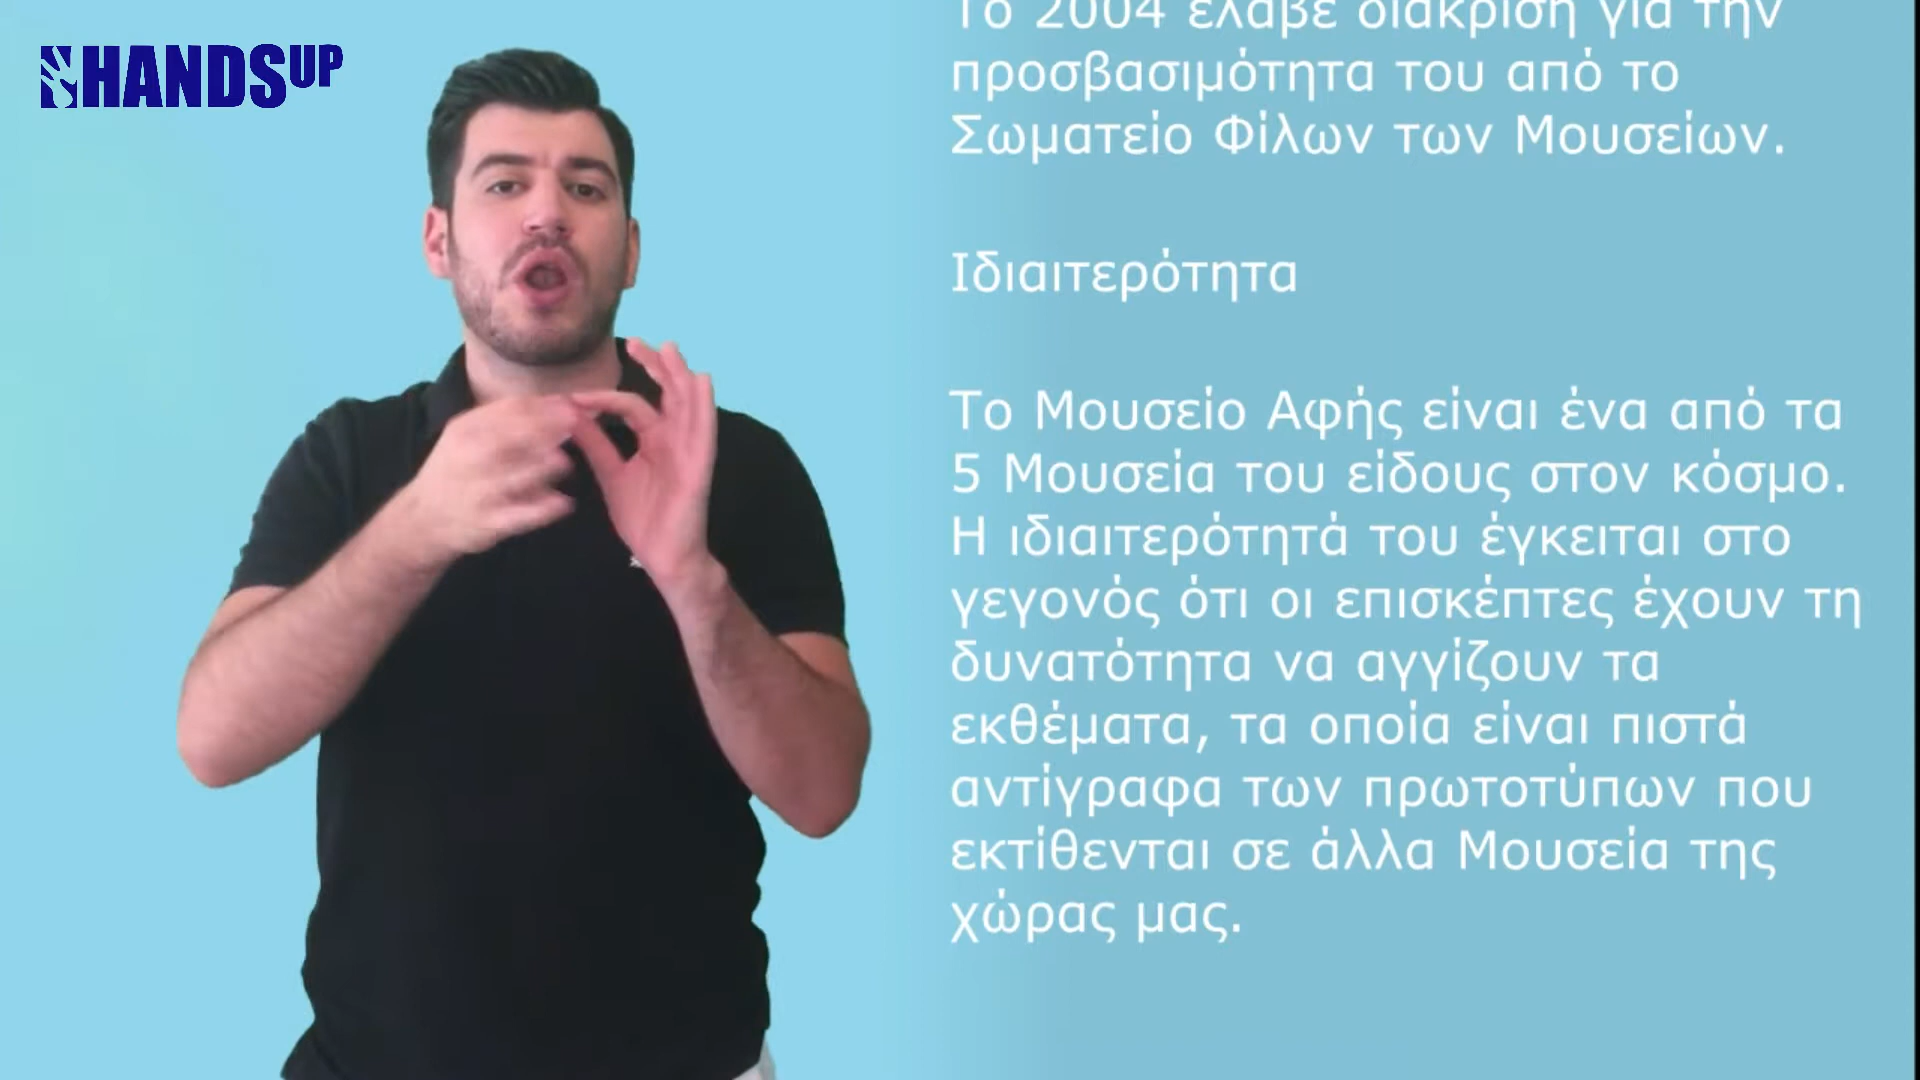 HANDSUP
Το 2004 έλαβε διάκριση για την
προσβασιμότητα του από το
Σωματείο Φίλων των Μουσείων.
Ιδιαιτερότητα
Το Μουσείο Αφής είναι ένα από τα
5 Μουσεία του είδους στον κόσμο.
Η ιδιαιτερότητά του έγκειται στο
γεγονός ότι οι επισκέπτες έχουν τη
δυνατότητα να αγγίζουν τα
εκθέματα, τα οποία είναι πιστά
αντίγραφα των πρωτοτύπων που
εκτίθενται σε άλλα Μουσεία της
χώρας μας.